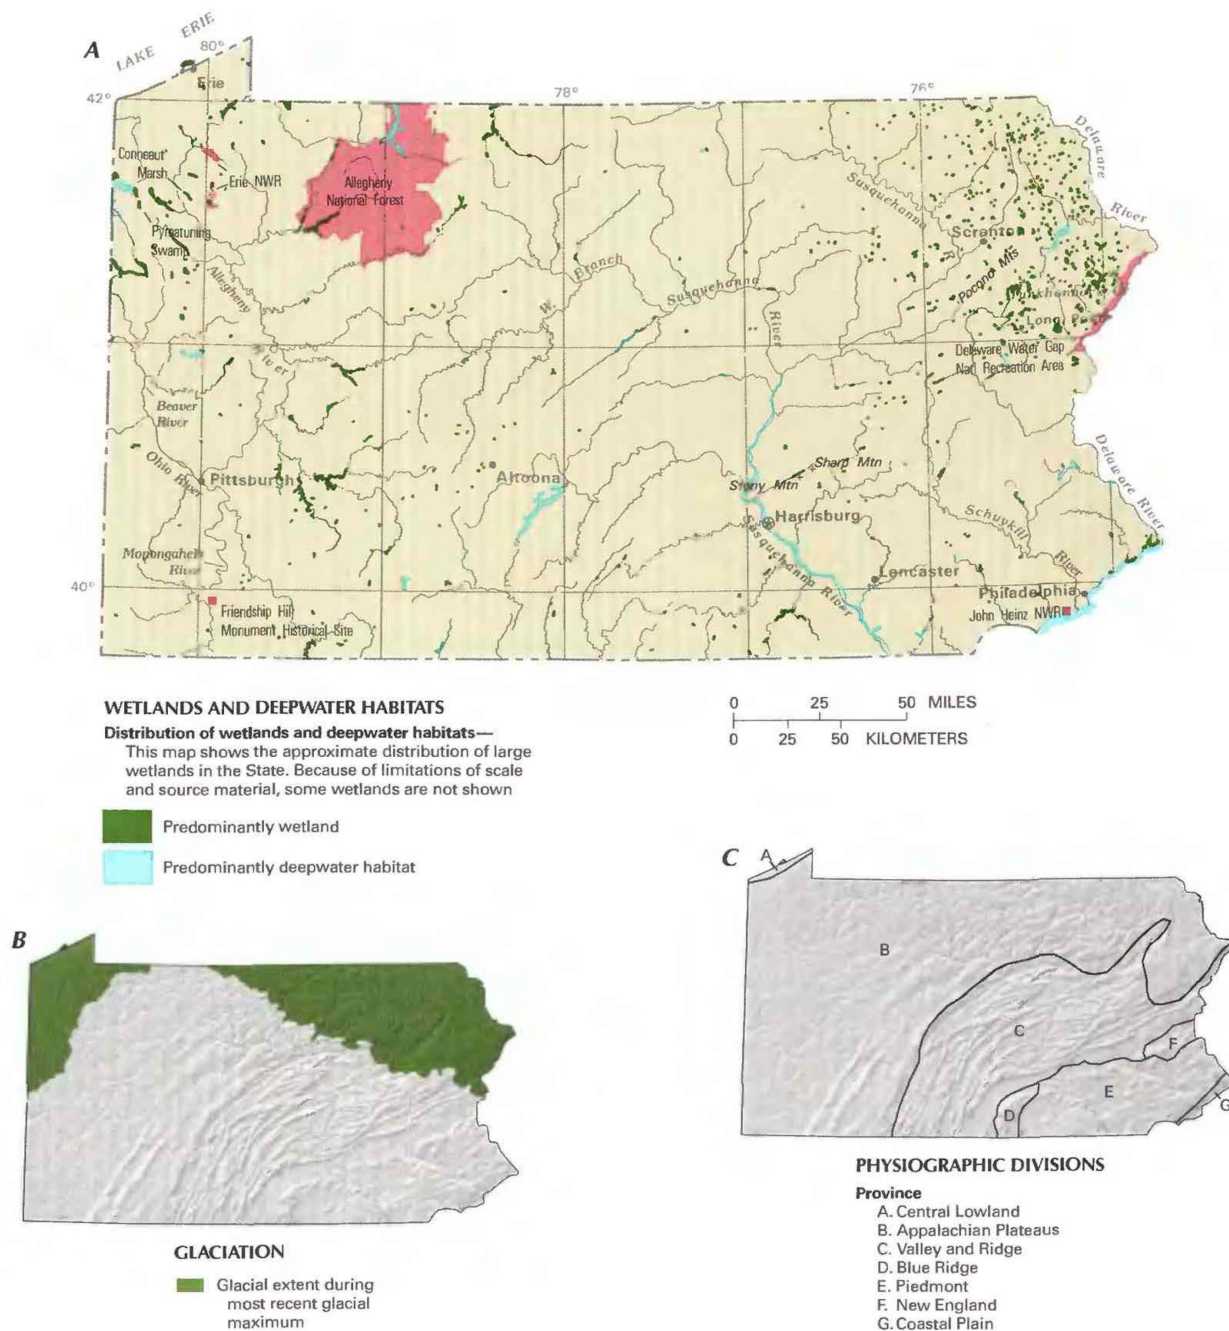 A
LAKE ERIE
80°
Erie
42°
78°
76°
Delaware
River
Conneaut
Marsh
Erie NWR
Allegheny
National Forest
Pymatuning
Swamp
Allegheny
River
Susquehanna
R
Scranton
Pocono Mts
Long Pond
W. Branch
Susquehanna
River
Delaware Water Gap
Natl Recreation Area
Beaver
River
Ohio River
Pittsburgh
Altoona
Sharp Mtn
Stony Mtn
Delaware River
Harrisburg
Schuykill
River
Susquehanna
River
Monongahela
River
40°
Lancaster
Philadelphia
John Heinz NWR
Friendship Hill
Monument Historical Site
WETLANDS AND DEEPWATER HABITATS
Distribution of wetlands and deepwater habitats—
This map shows the approximate distribution of large
wetlands in the State. Because of limitations of scale
and source material, some wetlands are not shown
Predominantly wetland
Predominantly deepwater habitat
0 25 50 MILES
0 25 50 KILOMETERS
B
GLACIATION
Glacial extent during
most recent glacial
maximum
C
A
B
C
F
E
D
G
PHYSIOGRAPHIC DIVISIONS
Province
A. Central Lowland
B. Appalachian Plateaus
C. Valley and Ridge
D. Blue Ridge
E. Piedmont
F. New England
G. Coastal Plain